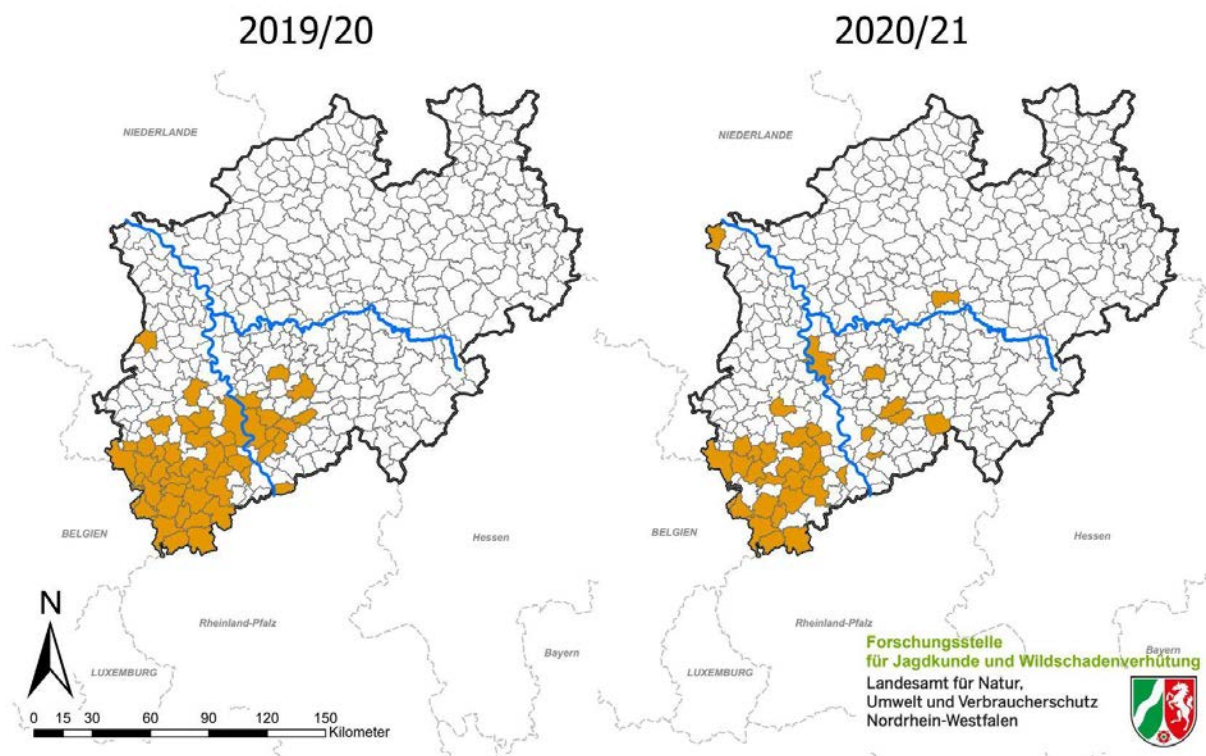 2019/20
2020/21
NIEDERLANDE
NIEDERLANDE
BELGIEN
Hessen
BELGIEN
Hessen
N
Rheinland-Pfalz
Rheinland-Pfalz
Bayern
Bayern
LUXEMBURG
LUXEMBURG
0 15 30 60 90 120 150
Kilometer
Forschungsstelle
für Jagdkunde und Wildschadenverhütung
Landesamt für Natur,
Umwelt und Verbraucherschutz
Nordrhein-Westfalen